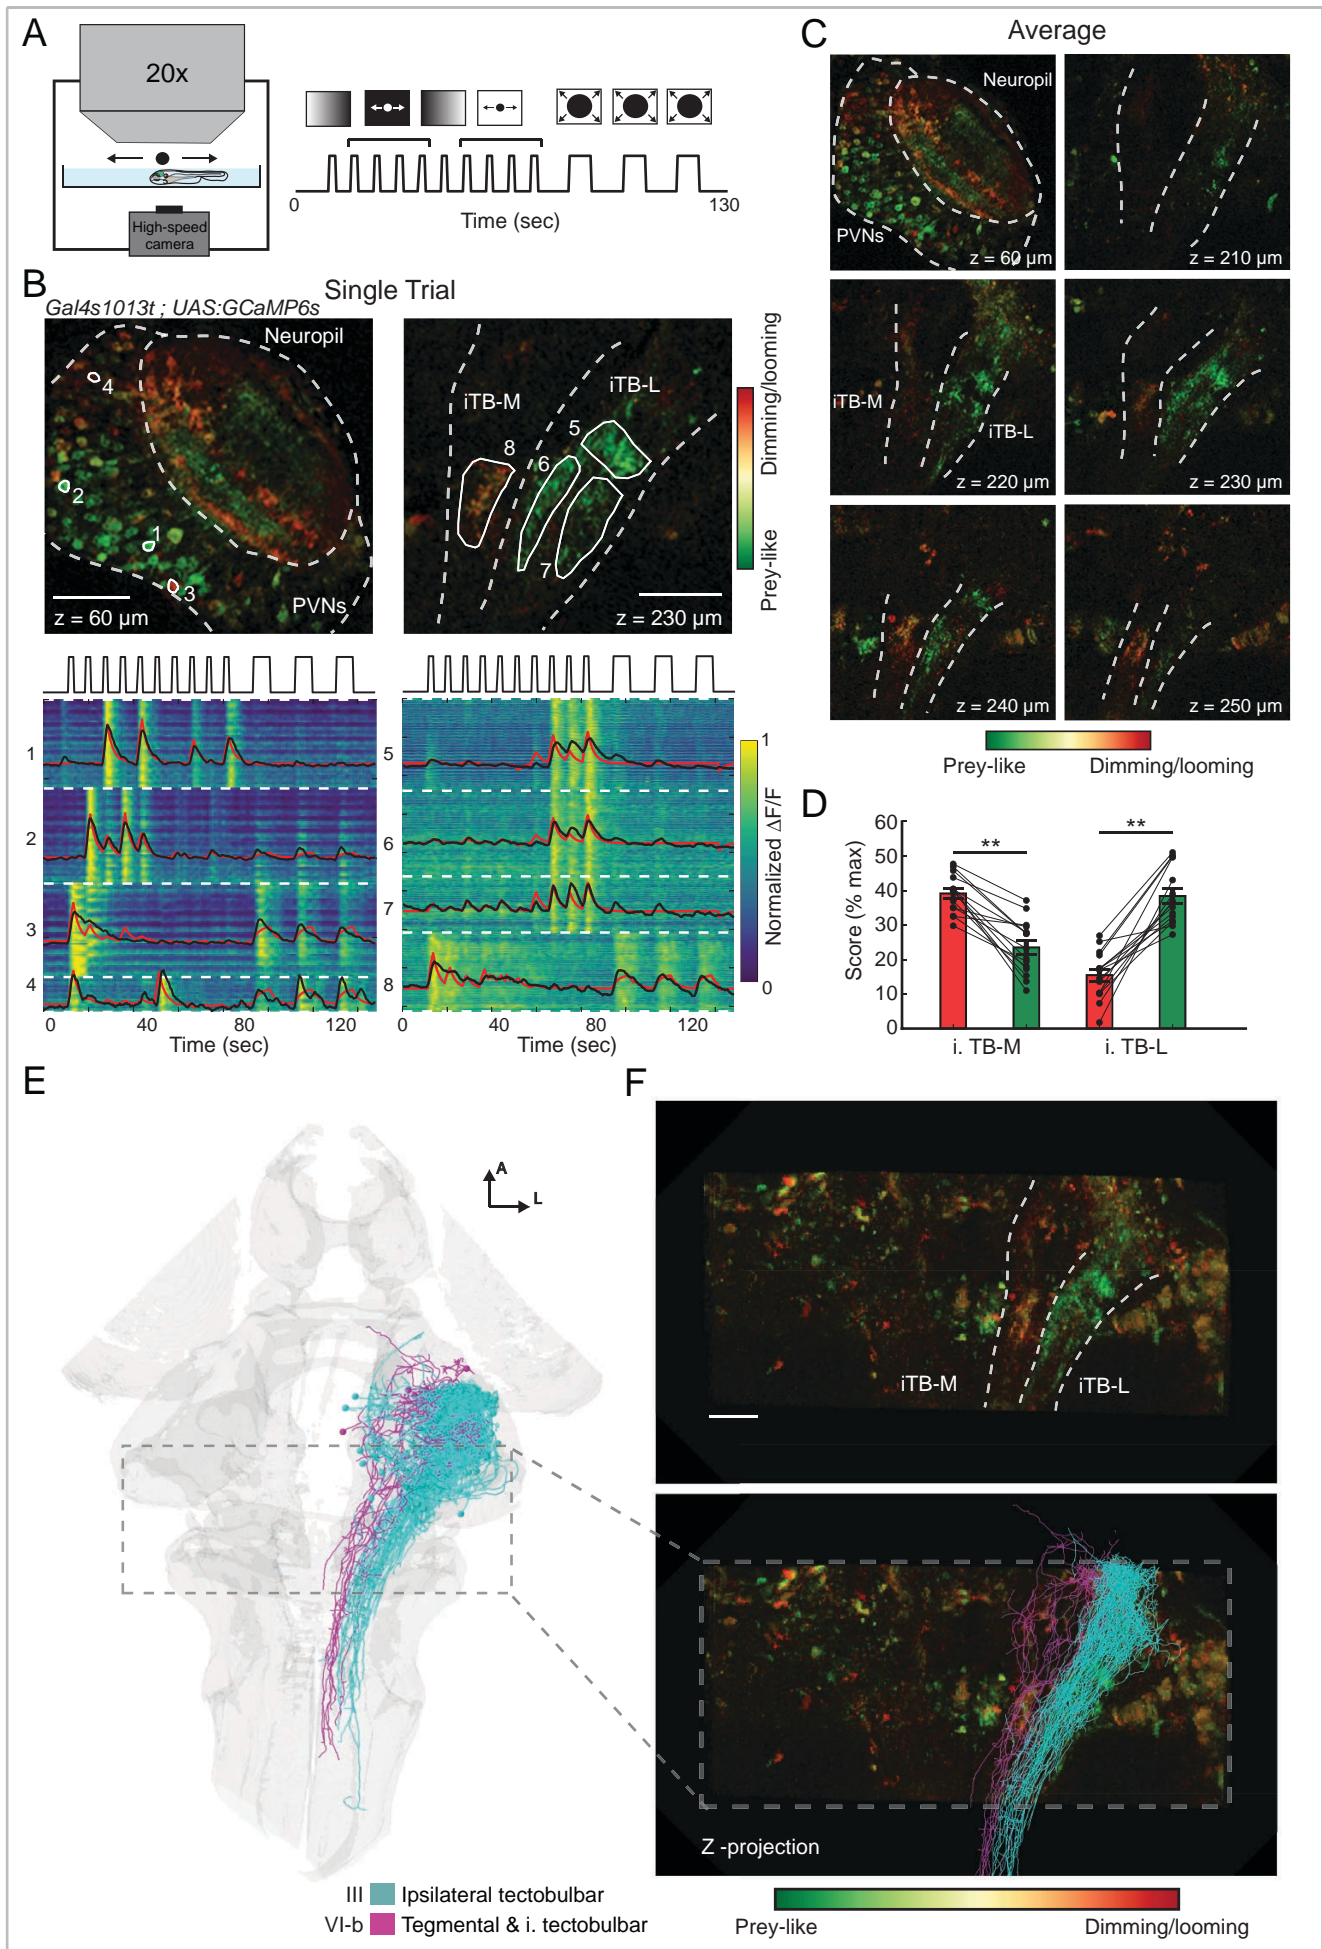 A
20x
High-speed
camera
0
130
Time (sec)
B
Single Trial
Gal4s1013t ; UAS:GCaMP6s
Neuropil
4
2
1
3
PVNs
z = 60 µm
iTB-M
iTB-L
5
8
6
7
z = 230 µm
Dimming/looming
Prey-like
1
2
3
4
0
40
80
120
Time (sec)
5
6
7
8
0
40
80
120
Time (sec)
1
Normalized ΔF/F
0
C
Average
Neuropil
PVNs
z = 60 µm
z = 210 µm
iTB-M
iTB-L
z = 220 µm
z = 230 µm
z = 240 µm
z = 250 µm
Prey-like
Dimming/looming
D
60
50
40
30
20
10
0
Score (% max)
**
**
i. TB-M
i. TB-L
E
A
L
III
Ipsilateral tectobulbar
VI-b
Tegmental & i. tectobulbar
F
iTB-M
iTB-L
Z -projection
Prey-like
Dimming/looming